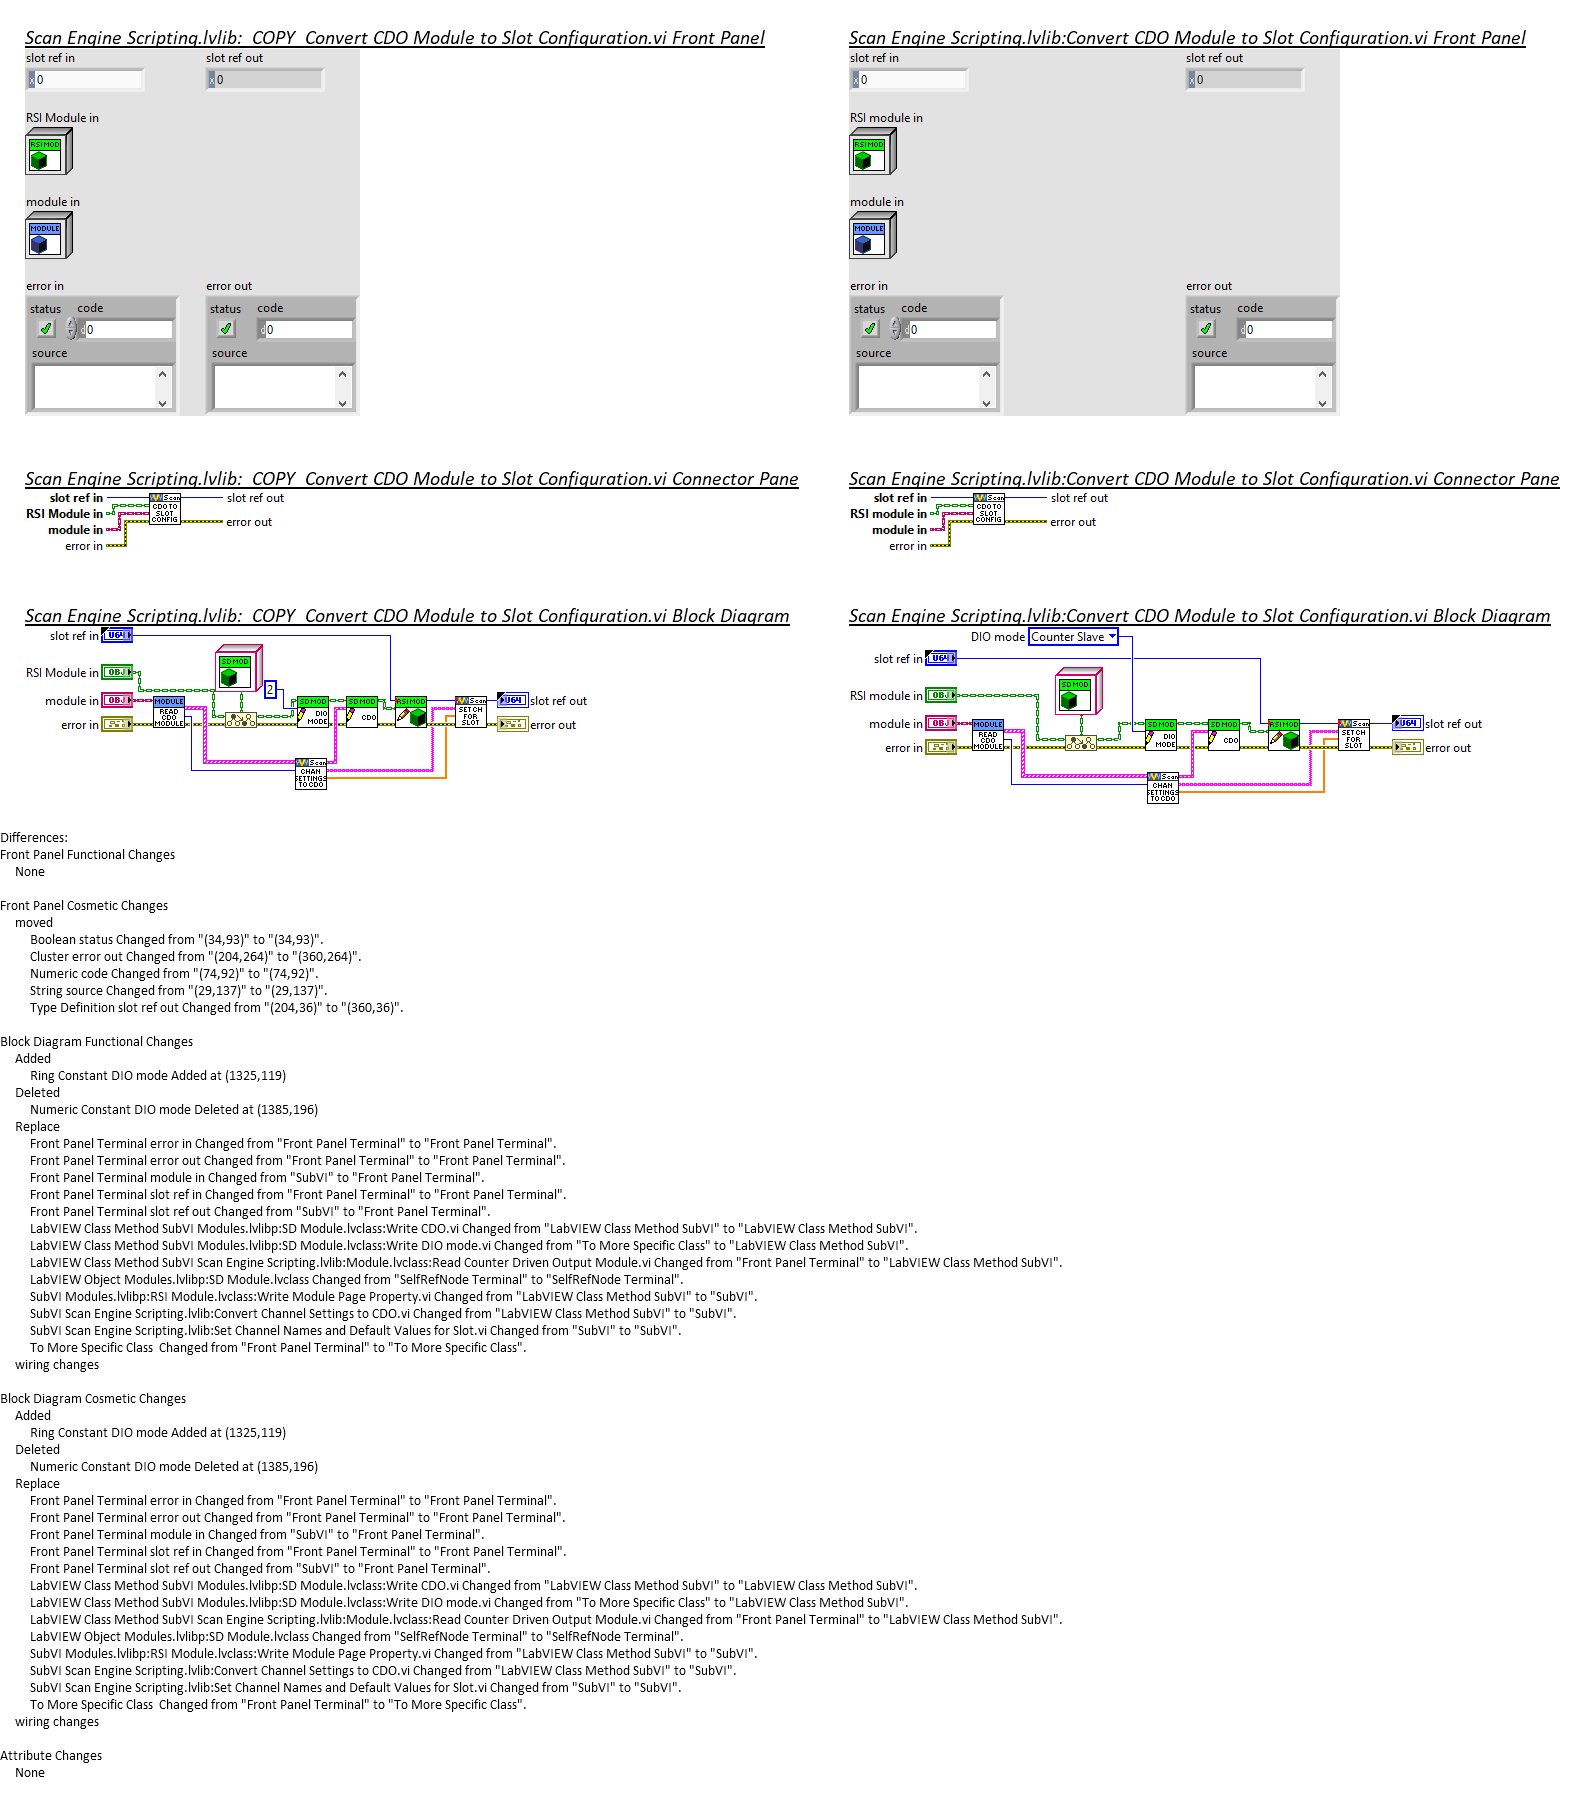 Scan Engine Scripting.lvlib:  COPY  Convert CDO Module to Slot Configuration.vi Front Panel
slot ref in
slot ref out
x 0
x 0
RSI Module in
RSIMOD
module in
MODULE
error in
error out
status
code
status
code
d 0
d 0
source
source
Scan Engine Scripting.lvlib:Convert CDO Module to Slot Configuration.vi Front Panel
slot ref in
slot ref out
x 0
x 0
RSI module in
RSIMOD
module in
MODULE
error in
error out
status
code
status
code
d 0
d 0
source
source
Scan Engine Scripting.lvlib:  COPY  Convert CDO Module to Slot Configuration.vi Connector Pane
slot ref in
slot ref out
RSI Module in
module in
error in
error out
Scan
CDO TO
SLOT
CONFIG
Scan Engine Scripting.lvlib:Convert CDO Module to Slot Configuration.vi Connector Pane
slot ref in
slot ref out
RSI module in
module in
error in
error out
Scan
CDO TO
SLOT
CONFIG
Scan Engine Scripting.lvlib:  COPY  Convert CDO Module to Slot Configuration.vi Block Diagram
slot ref in
U64
RSI Module in
OBJ
module in
OBJ
error in
MODULE
READ
CDO
MODULE
SDMOD
2
SDMOD
DIO
MODE
SDMOD
CDO
RSIMOD
Scan
SET CH
FOR
SLOT
U64
slot ref out
error out
Scan
CHAN
SETTINGS
TO CDO
Scan Engine Scripting.lvlib:Convert CDO Module to Slot Configuration.vi Block Diagram
DIO mode
Counter Slave
slot ref in
U64
RSI module in
OBJ
module in
OBJ
error in
MODULE
READ
CDO
MODULE
SDMOD
SDMOD
DIO
MODE
SDMOD
CDO
RSIMOD
Scan
SET CH
FOR
SLOT
U64
slot ref out
error out
Scan
CHAN
SETTINGS
TO CDO
Differences:
Front Panel Functional Changes
None
Front Panel Cosmetic Changes
moved
Boolean status Changed from "(34,93)" to "(34,93)".
Cluster error out Changed from "(204,264)" to "(360,264)".
Numeric code Changed from "(74,92)" to "(74,92)".
String source Changed from "(29,137)" to "(29,137)".
Type Definition slot ref out Changed from "(204,36)" to "(360,36)".
Block Diagram Functional Changes
Added
Ring Constant DIO mode Added at (1325,119)
Deleted
Numeric Constant DIO mode Deleted at (1385,196)
Replace
Front Panel Terminal error in Changed from "Front Panel Terminal" to "Front Panel Terminal".
Front Panel Terminal error out Changed from "Front Panel Terminal" to "Front Panel Terminal".
Front Panel Terminal module in Changed from "SubVI" to "Front Panel Terminal".
Front Panel Terminal slot ref in Changed from "Front Panel Terminal" to "Front Panel Terminal".
Front Panel Terminal slot ref out Changed from "SubVI" to "Front Panel Terminal".
LabVIEW Class Method SubVI Modules.lvlibp:SD Module.lvclass:Write CDO.vi Changed from "LabVIEW Class Method SubVI" to "LabVIEW Class Method SubVI".
LabVIEW Class Method SubVI Modules.lvlibp:SD Module.lvclass:Write DIO mode.vi Changed from "To More Specific Class" to "LabVIEW Class Method SubVI".
LabVIEW Class Method SubVI Scan Engine Scripting.lvlib:Module.lvclass:Read Counter Driven Output Module.vi Changed from "Front Panel Terminal" to "LabVIEW Class Method SubVI".
LabVIEW Object Modules.lvlibp:SD Module.lvclass Changed from "SelfRefNode Terminal" to "SelfRefNode Terminal".
SubVI Modules.lvlibp:RSI Module.lvclass:Write Module Page Property.vi Changed from "LabVIEW Class Method SubVI" to "SubVI".
SubVI Scan Engine Scripting.lvlib:Convert Channel Settings to CDO.vi Changed from "LabVIEW Class Method SubVI" to "SubVI".
SubVI Scan Engine Scripting.lvlib:Set Channel Names and Default Values for Slot.vi Changed from "SubVI" to "SubVI".
To More Specific Class  Changed from "Front Panel Terminal" to "To More Specific Class".
wiring changes
Block Diagram Cosmetic Changes
Added
Ring Constant DIO mode Added at (1325,119)
Deleted
Numeric Constant DIO mode Deleted at (1385,196)
Replace
Front Panel Terminal error in Changed from "Front Panel Terminal" to "Front Panel Terminal".
Front Panel Terminal error out Changed from "Front Panel Terminal" to "Front Panel Terminal".
Front Panel Terminal module in Changed from "SubVI" to "Front Panel Terminal".
Front Panel Terminal slot ref in Changed from "Front Panel Terminal" to "Front Panel Terminal".
Front Panel Terminal slot ref out Changed from "SubVI" to "Front Panel Terminal".
LabVIEW Class Method SubVI Modules.lvlibp:SD Module.lvclass:Write CDO.vi Changed from "LabVIEW Class Method SubVI" to "LabVIEW Class Method SubVI".
LabVIEW Class Method SubVI Modules.lvlibp:SD Module.lvclass:Write DIO mode.vi Changed from "To More Specific Class" to "LabVIEW Class Method SubVI".
LabVIEW Class Method SubVI Scan Engine Scripting.lvlib:Module.lvclass:Read Counter Driven Output Module.vi Changed from "Front Panel Terminal" to "LabVIEW Class Method SubVI".
LabVIEW Object Modules.lvlibp:SD Module.lvclass Changed from "SelfRefNode Terminal" to "SelfRefNode Terminal".
SubVI Modules.lvlibp:RSI Module.lvclass:Write Module Page Property.vi Changed from "LabVIEW Class Method SubVI" to "SubVI".
SubVI Scan Engine Scripting.lvlib:Convert Channel Settings to CDO.vi Changed from "LabVIEW Class Method SubVI" to "SubVI".
SubVI Scan Engine Scripting.lvlib:Set Channel Names and Default Values for Slot.vi Changed from "SubVI" to "SubVI".
To More Specific Class  Changed from "Front Panel Terminal" to "To More Specific Class".
wiring changes
Attribute Changes
None